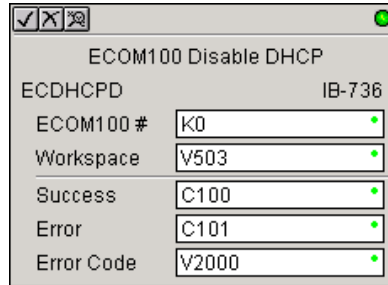 ECOM100 Disable DHCP
ECDHCPD IB-736
ECOM100 # K0
Workspace V503
Success C100
Error C101
Error Code V2000